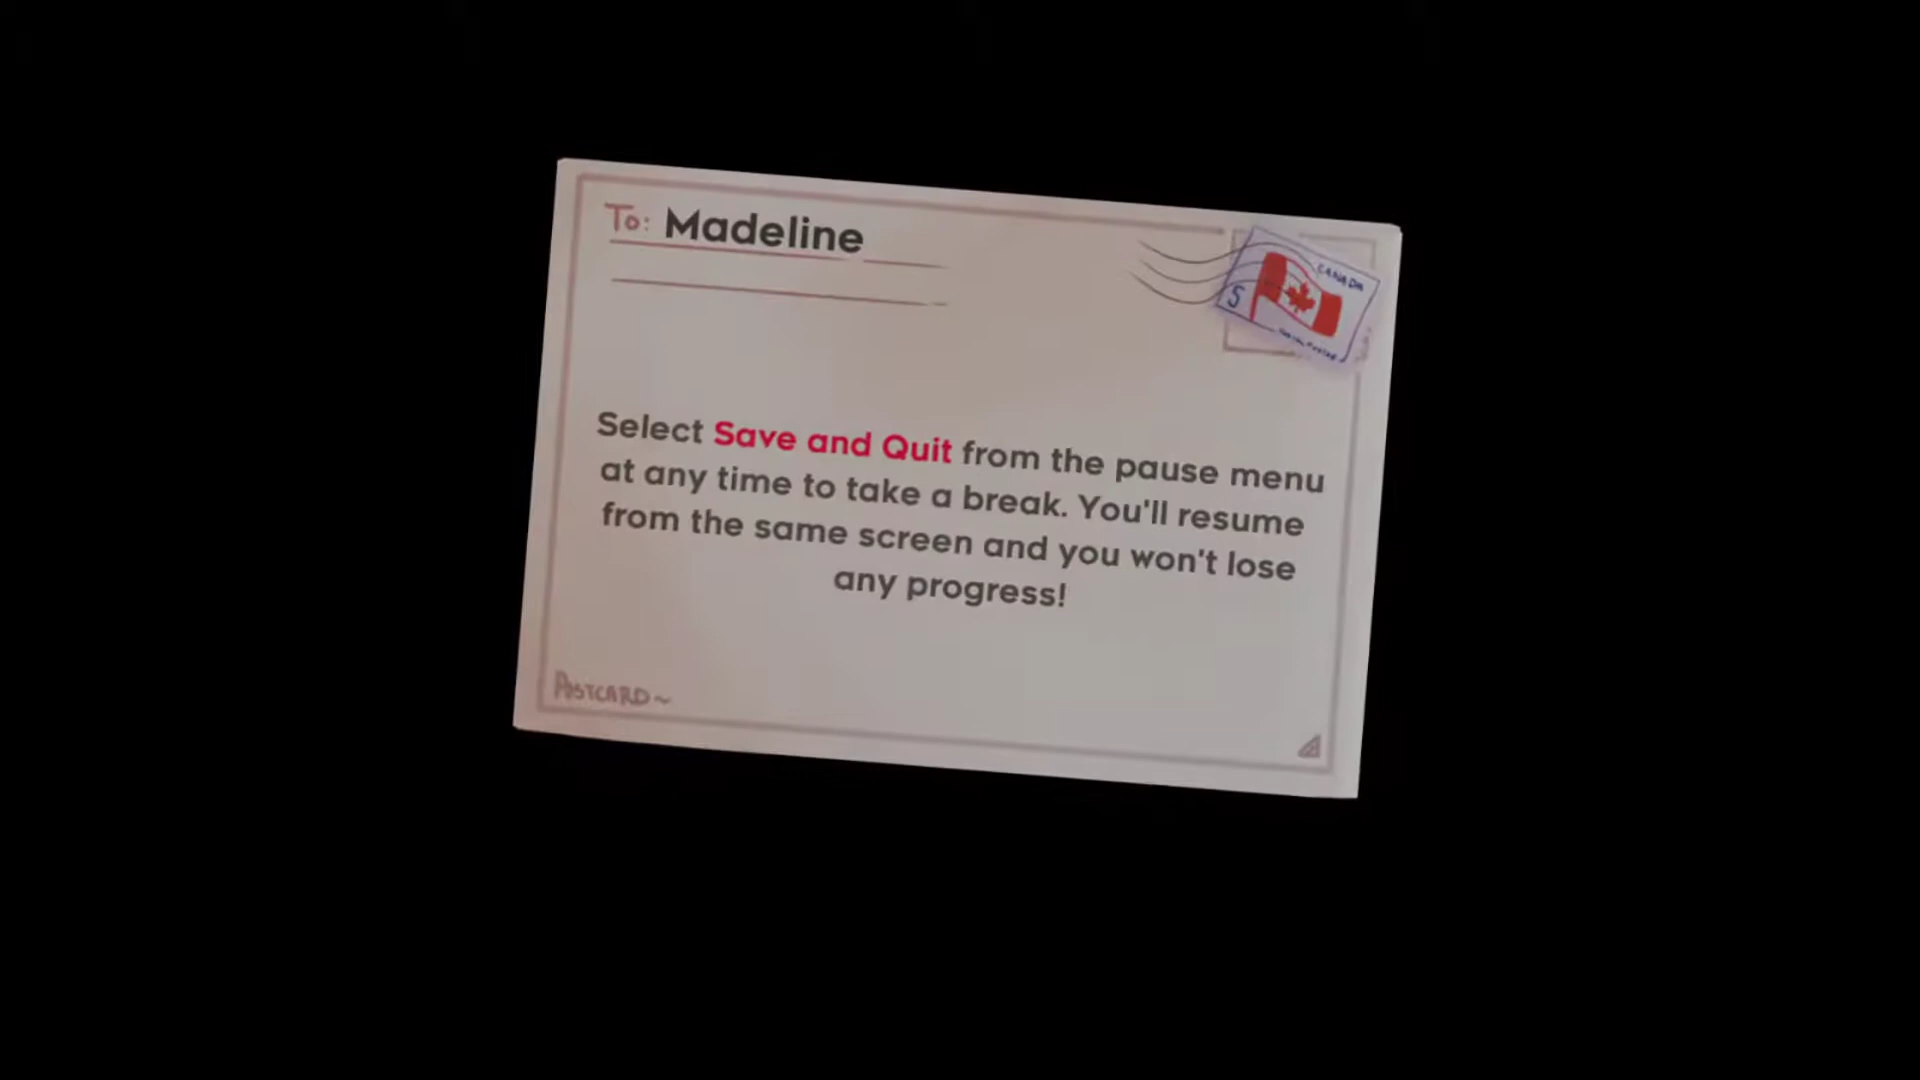 To: Madeline
CANADA
5
Select Save and Quit from the pause menu
at any time to take a break. You'll resume
from the same screen and you won't lose
any progress!
POSTCARD~